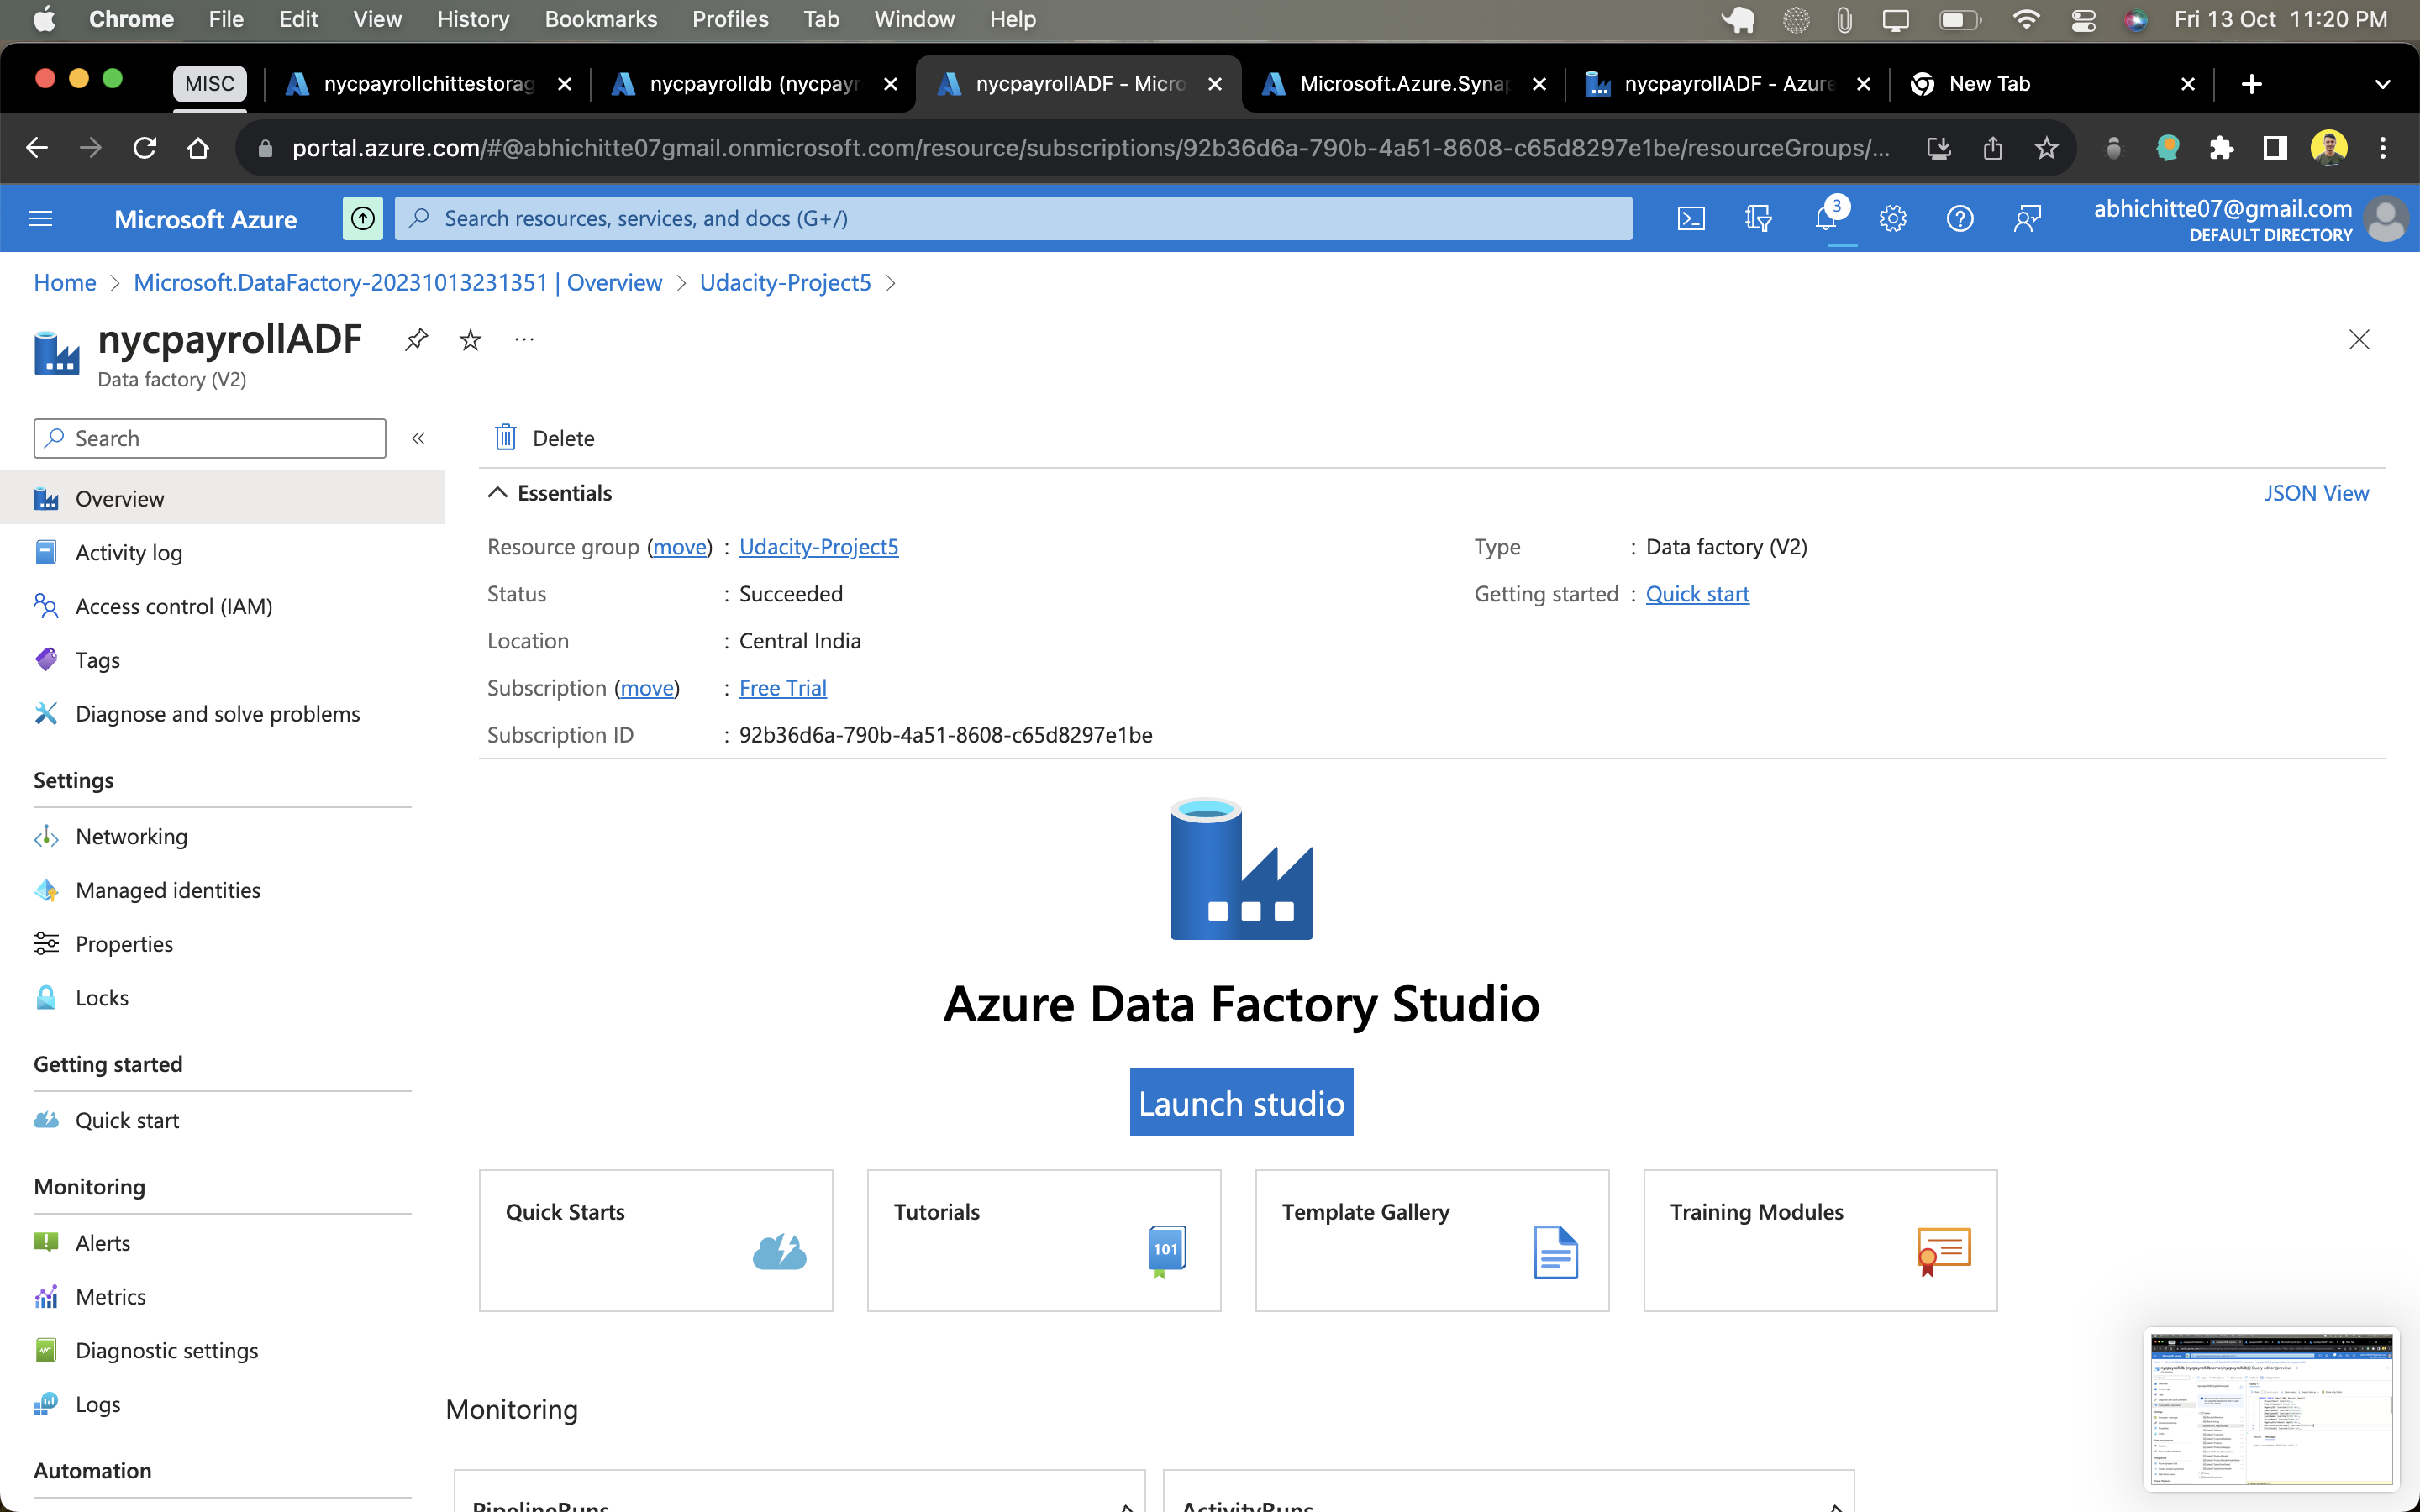 Chrome File Edit View History Bookmarks Profiles Tab Window Help Fri 13 Oct 11:20 PM
MISC nycpayrollchittestorag nycpayrolldb (nycpayr nycpayrollADF - Micro Microsoft.Azure.Synap nycpayrollADF - Azure New Tab
portal.azure.com/#@abhichitte07gmail.onmicrosoft.com/resource/subscriptions/92b36d6a-790b-4a51-8608-c65d8297e1be/resourceGroups/...
Microsoft Azure Search resources, services, and docs (G+/) 3 abhichitte07@gmail.com
DEFAULT DIRECTORY
Home > Microsoft.DataFactory-20231013231351 | Overview > Udacity-Project5 >
nycpayrollADF
Data factory (V2)
Search
Overview
Activity log
Access control (IAM)
Tags
Diagnose and solve problems
Settings
Networking
Managed identities
Properties
Locks
Getting started
Quick start
Monitoring
Alerts
Metrics
Diagnostic settings
Logs
Automation
Delete
Essentials JSON View
Resource group (move) : Udacity-Project5
Status : Succeeded
Location : Central India
Subscription (move) : Free Trial
Subscription ID : 92b36d6a-790b-4a51-8608-c65d8297e1be
Type : Data factory (V2)
Getting started : Quick start
Azure Data Factory Studio
Launch studio
Quick Starts
Tutorials
101
Template Gallery
Training Modules
Monitoring
PipelineRuns
ActivityRuns